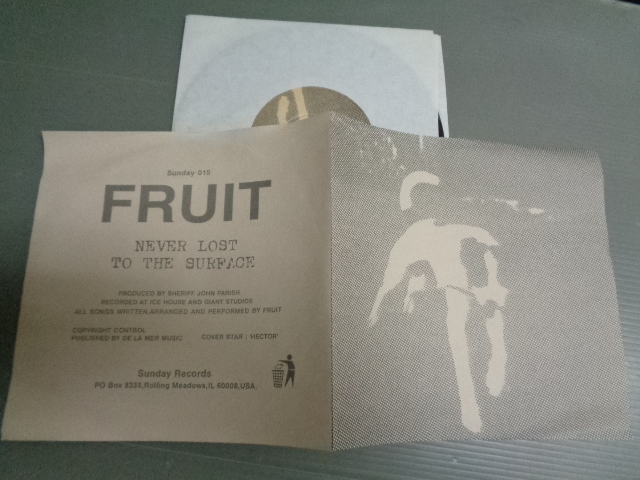 Sunday 015
FRUIT
NEVER LOST
TO THE SURFACE
PRODUCED BY SHERIFF JOHN PARISH
RECORDED AT ICE HOUSE AND GIANT STUDIOS
ALL SONGS WRITTEN,ARRANGED AND PERFORMED BY FRUIT
COPYRIGHT CONTROL
PUBLISHED BY DE LA MER MUSIC
COVER STAR : 'HECTOR'
Sunday Records
PO Box 8338,Rolling Meadows,IL 60008,USA.